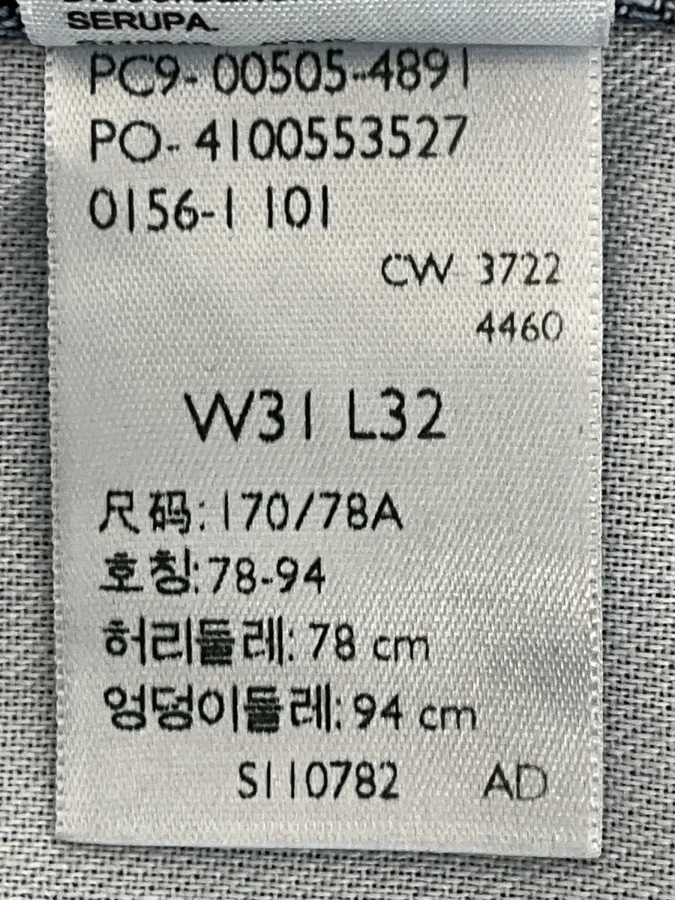 SERUPA.
PC9-00505-4891
PO-4100553527
0156-1 101
CW 3722
4460
W31 L32
尺码:170/78A
호칭:78-94
허리둘레: 78 cm
엉덩이둘레: 94 cm
S110782 AD